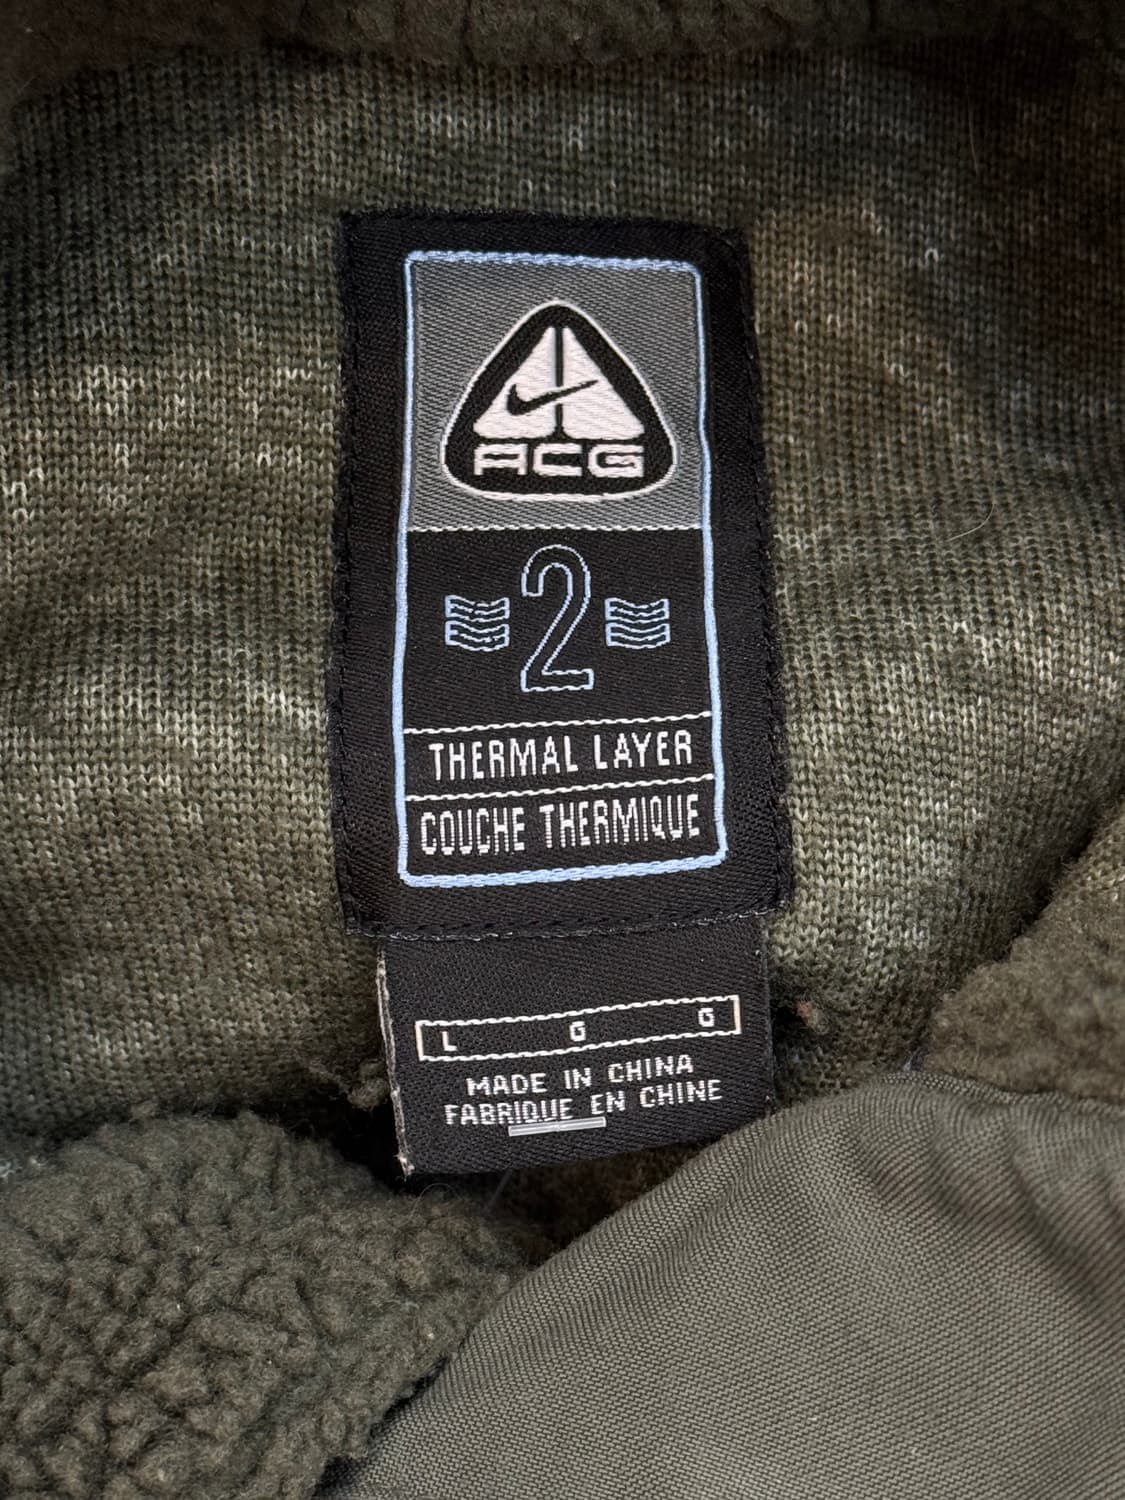 ACG
2
THERMAL LAYER
COUCHE THERMIQUE
L G G
MADE IN CHINA
FABRIQUE EN CHINE